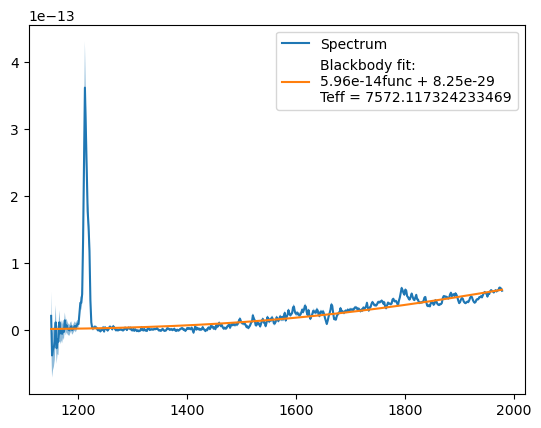 1e−13
Spectrum
Blackbody fit:
5.96e-14func + 8.25e-29
Teff = 7572.117324233469
4
3
2
1
0
1200
1400
1600
1800
2000